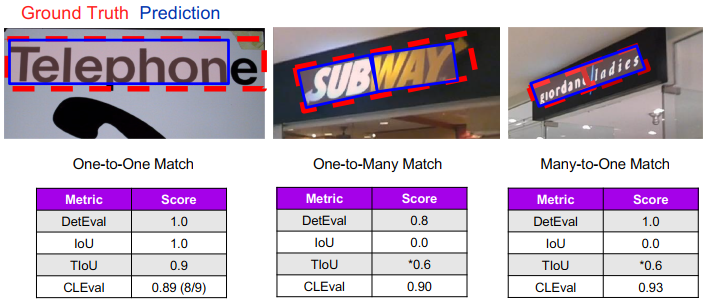 Ground Truth Prediction
Telephone
SUBWAY
giordano/ladies
One-to-One Match
One-to-Many Match
Many-to-One Match
Metric Score
DetEval 1.0
IoU 1.0
TIoU 0.9
CLEval 0.89 (8/9)
Metric Score
DetEval 0.8
IoU 0.0
TIoU *0.6
CLEval 0.90
Metric Score
DetEval 1.0
IoU 0.0
TIoU *0.6
CLEval 0.93